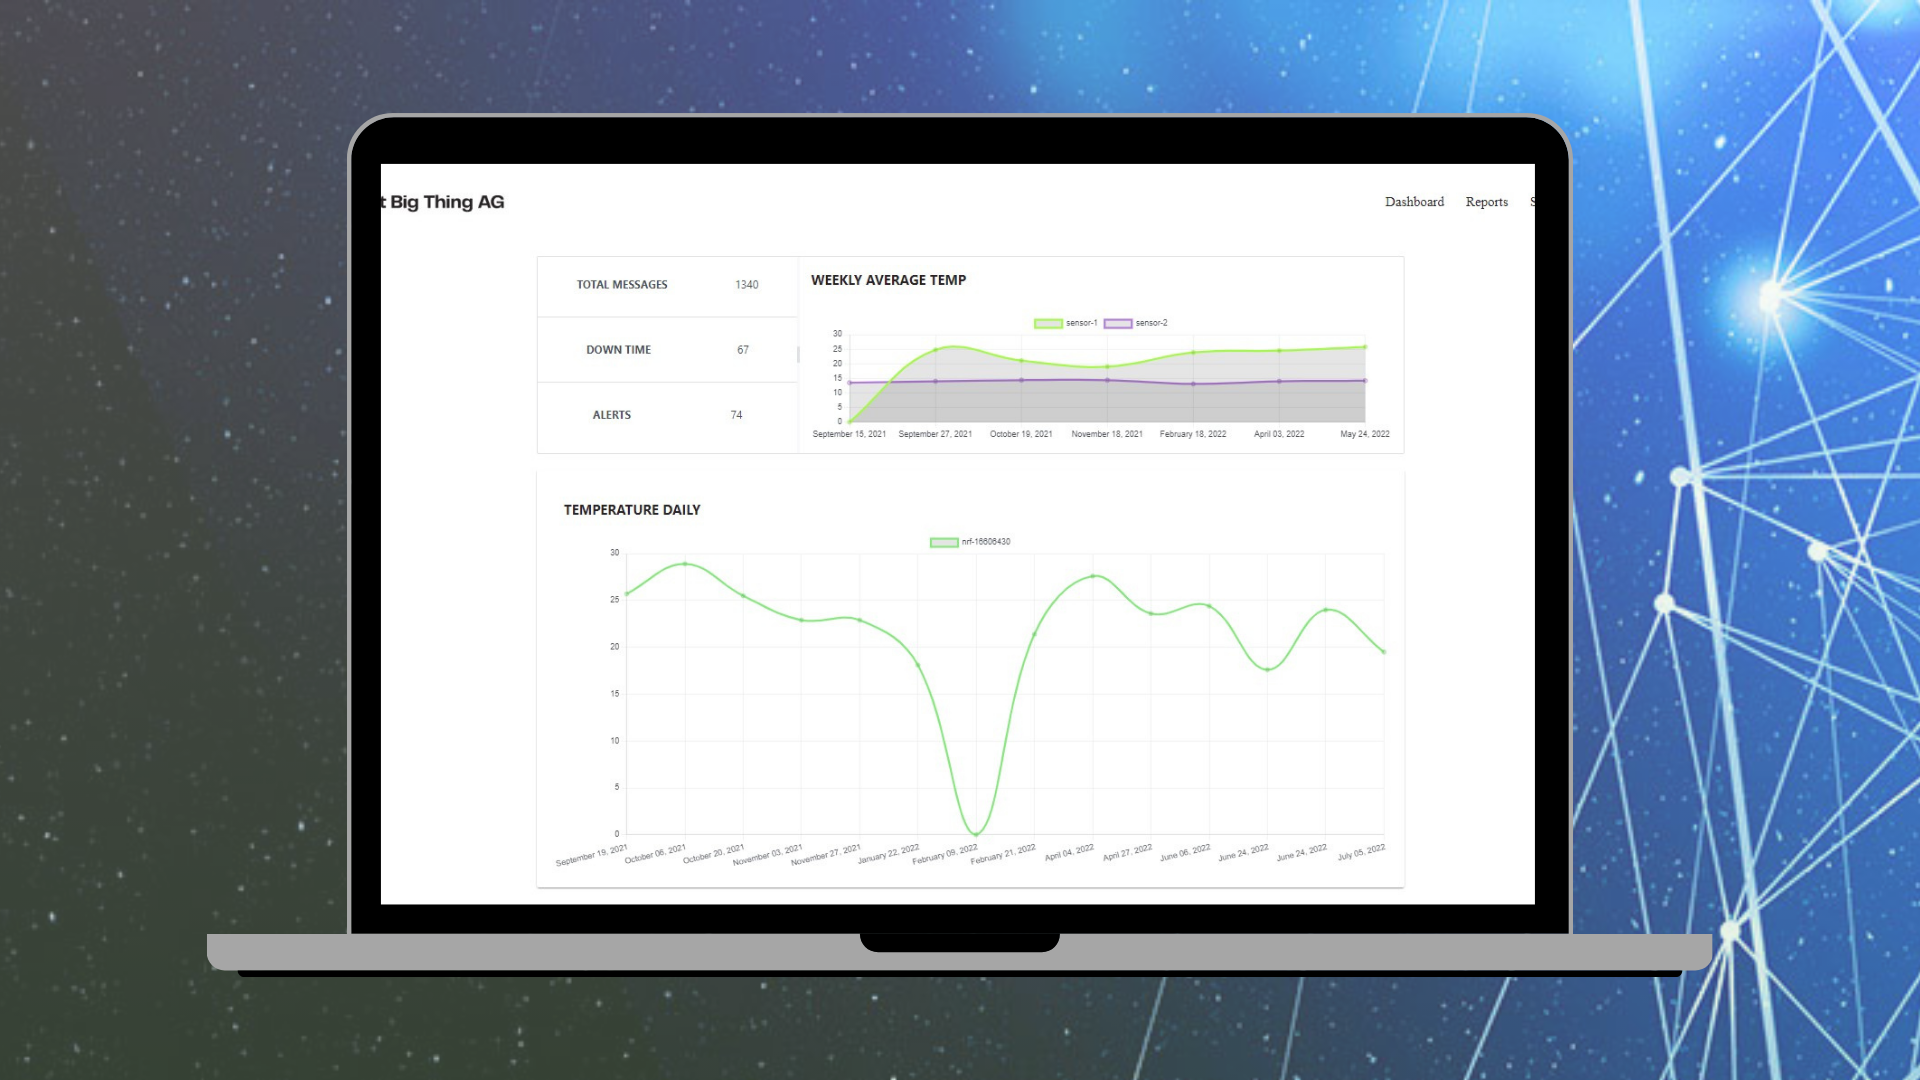 t Big Thing AG
Dashboard Reports S
TOTAL MESSAGES 1340
DOWN TIME 67
ALERTS 74
WEEKLY AVERAGE TEMP
sensor-1 sensor-2
30
25
20
15
10
5
0
September 15, 2021 September 27, 2021 October 19, 2021 November 18, 2021 February 18, 2022 April 03, 2022 May 24, 2022
TEMPERATURE DAILY
nrf-16606430
30
25
20
15
10
5
0
September 19, 2021 October 06, 2021 October 20, 2021 November 03, 2021 November 27, 2021 January 22, 2022 February 09, 2022 February 21, 2022 April 04, 2022 April 27, 2022 June 06, 2022 June 24, 2022 June 24, 2022 July 05, 2022